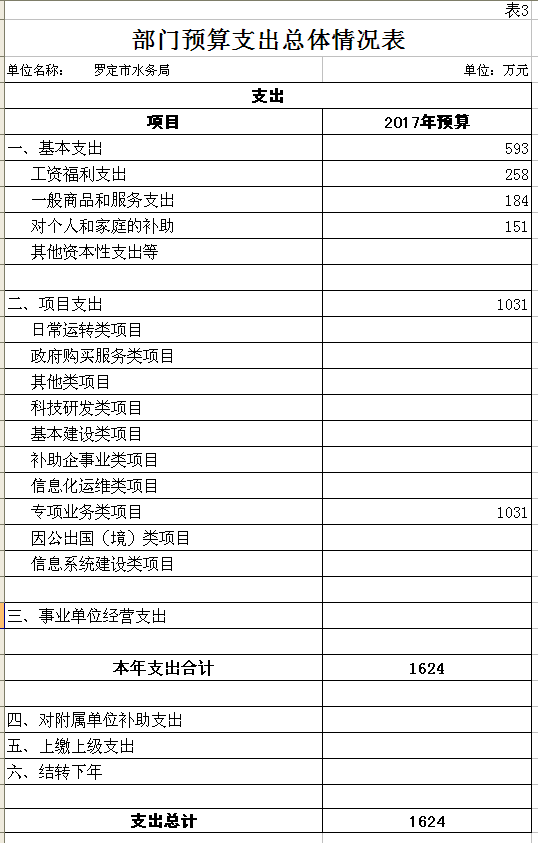 表3
部门预算支出总体情况表
单位名称： 罗定市水务局 单位：万元
支出
项目 2017年预算
一、基本支出 593
工资福利支出 258
一般商品和服务支出 184
对个人和家庭的补助 151
其他资本性支出等
二、项目支出 1031
日常运转类项目
政府购买服务类项目
其他类项目
科技研发类项目
基本建设类项目
补助企事业类项目
信息化运维类项目
专项业务类项目 1031
因公出国（境）类项目
信息系统建设类项目
三、事业单位经营支出
本年支出合计 1624
四、对附属单位补助支出
五、上缴上级支出
六、结转下年
支出总计 1624